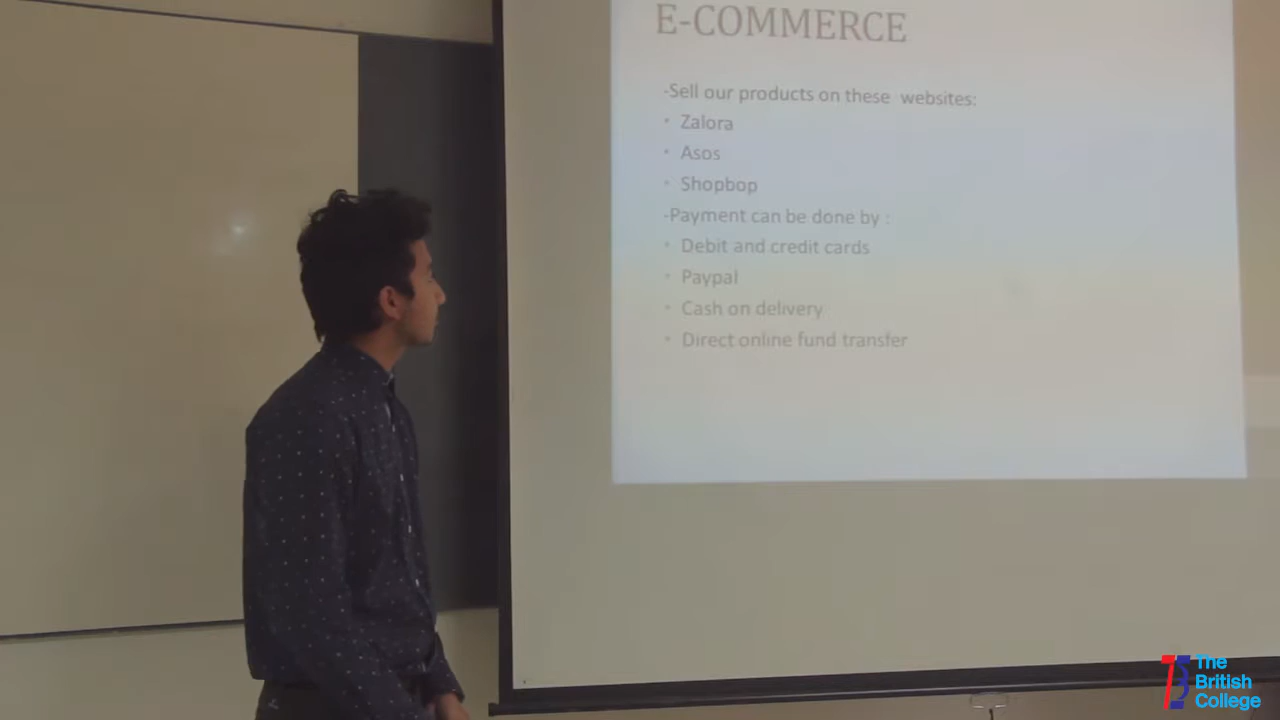 E-COMMERCE
-Sell our products on these websites:
• Zalora
• Asos
• Shopbop
-Payment can be done by :
• Debit and credit cards
• Paypal
• Cash on delivery
• Direct online fund transfer
The
British
College